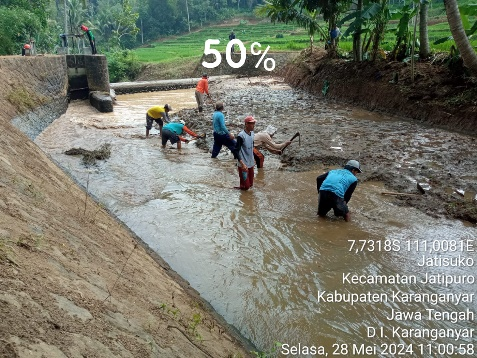 50%
7,7318S 111,0081E
Jatisuko
Kecamatan Jatipuro
Kabupaten Karanganyar
Jawa Tengah
D.I. Karanganyar
Selasa, 28 Mei 2024 11:00:58